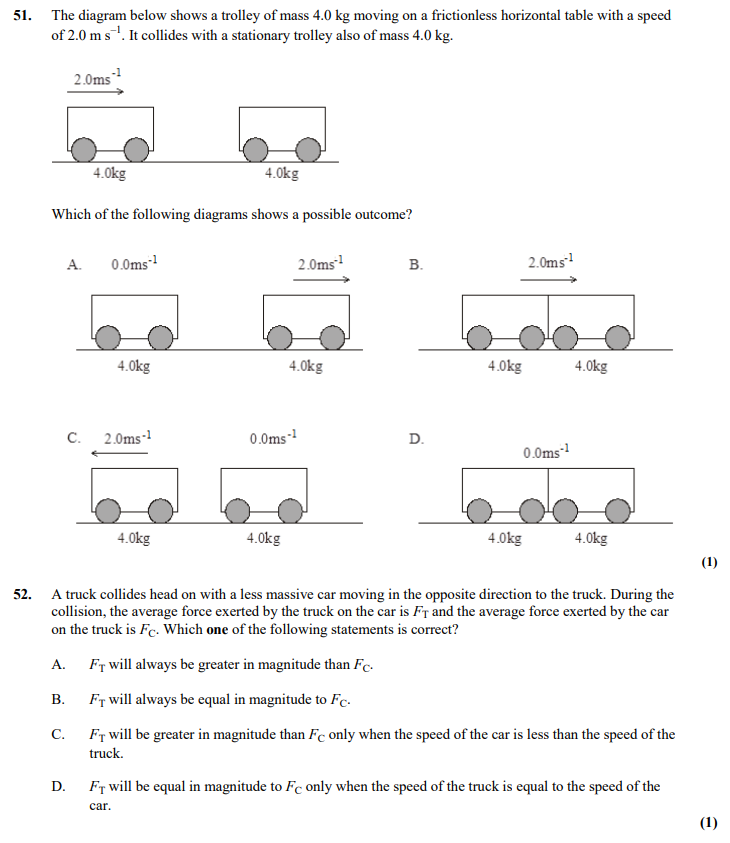 51. The diagram below shows a trolley of mass 4.0 kg moving on a frictionless horizontal table with a speed
of 2.0 m s⁻¹. It collides with a stationary trolley also of mass 4.0 kg.
2.0ms⁻¹
4.0kg 4.0kg
Which of the following diagrams shows a possible outcome?
A. 0.0ms⁻¹ 2.0ms⁻¹ B. 2.0ms⁻¹
4.0kg 4.0kg 4.0kg 4.0kg
C. 2.0ms⁻¹ 0.0ms⁻¹ D. 0.0ms⁻¹
4.0kg 4.0kg 4.0kg 4.0kg
(1)
52. A truck collides head on with a less massive car moving in the opposite direction to the truck. During the
collision, the average force exerted by the truck on the car is F_T and the average force exerted by the car
on the truck is F_C. Which one of the following statements is correct?
A. F_T will always be greater in magnitude than F_C.
B. F_T will always be equal in magnitude to F_C.
C. F_T will be greater in magnitude than F_C only when the speed of the car is less than the speed of the
truck.
D. F_T will be equal in magnitude to F_C only when the speed of the truck is equal to the speed of the
car.
(1)